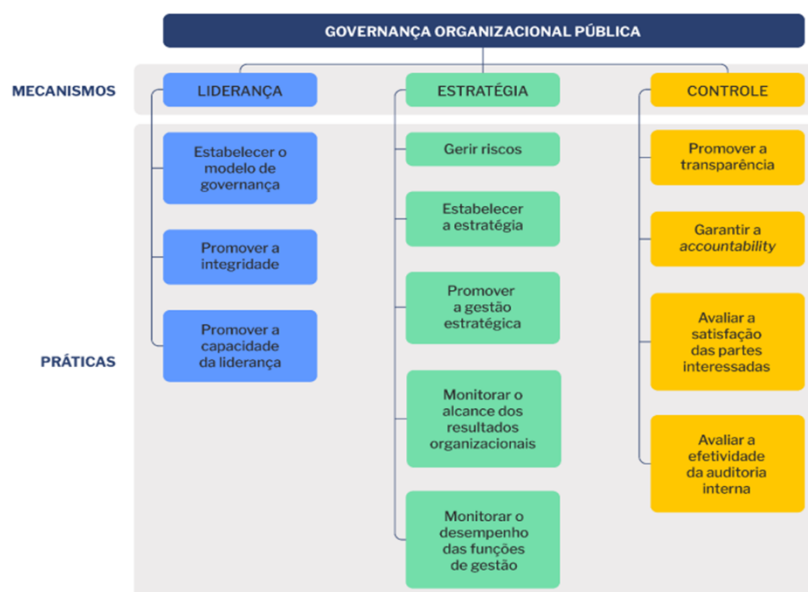 GOVERNANÇA ORGANIZACIONAL PÚBLICA
MECANISMOS
LIDERANÇA
ESTRATÉGIA
CONTROLE
PRÁTICAS
Estabelecer o
modelo de
governança
Promover a
integridade
Promover a
capacidade
da liderança
Gerir riscos
Estabelecer
a estratégia
Promover
a gestão
estratégica
Monitorar o
alcance dos
resultados
organizacionais
Monitorar o
desempenho
das funções
de gestão
Promover a
transparência
Garantir a
accountability
Avaliar a
satisfação
das partes
interessadas
Avaliar a
efetividade
da auditoria
interna